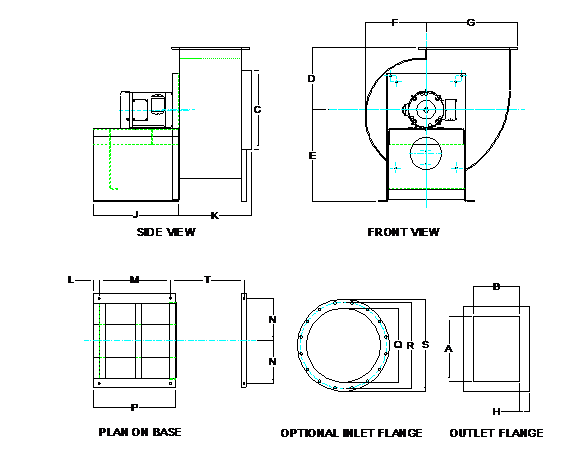 F G
D
C
E
J K
SIDE VIEW FRONT VIEW
L M T
B
N
Q R S A
N
P H
PLAN ON BASE OPTIONAL INLET FLANGE OUTLET FLANGE